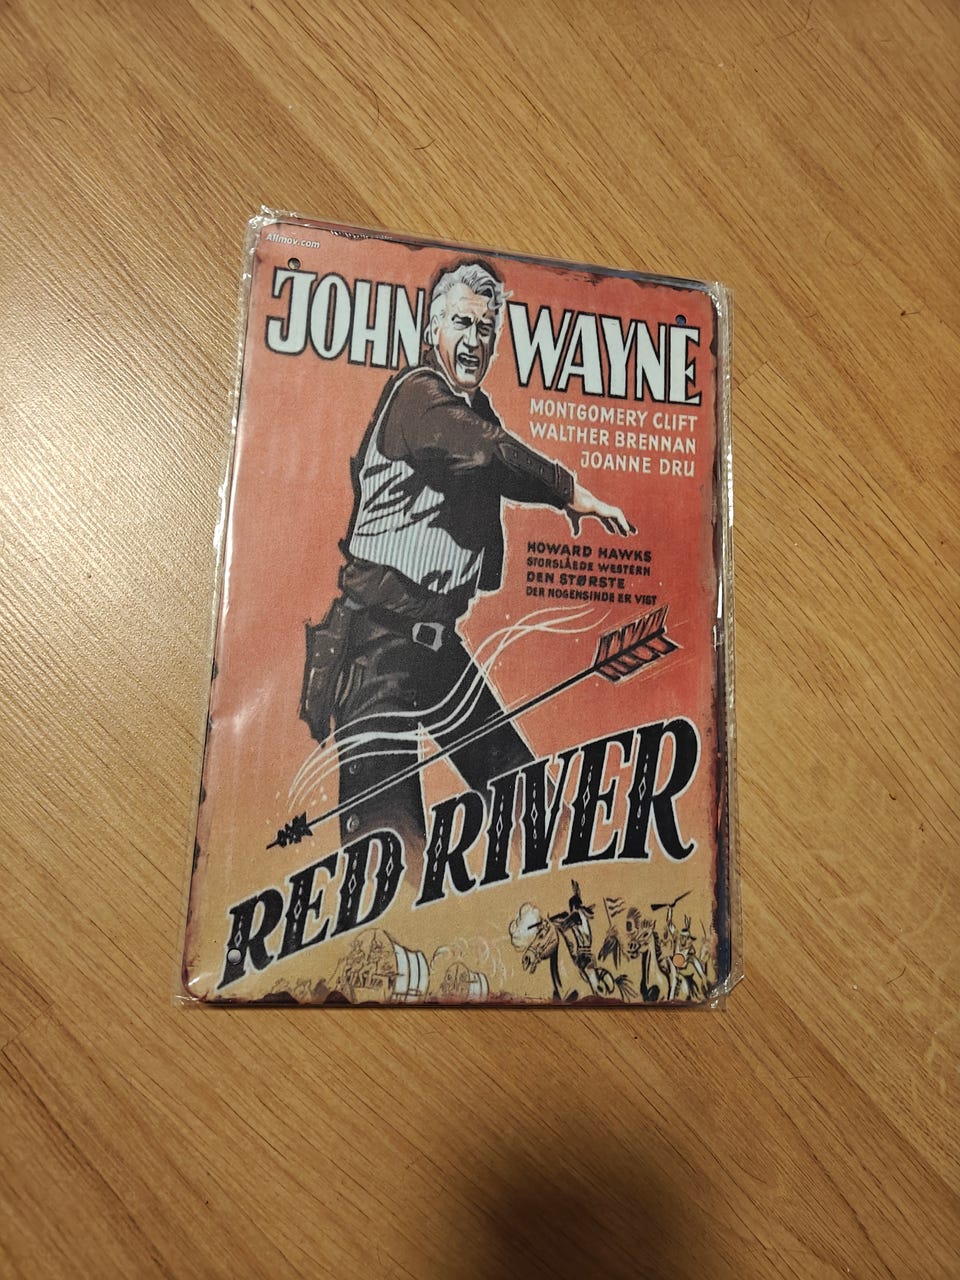 Allmov.com
JOHN WAYNE
MONTGOMERY CLIFT
WALTHER BRENNAN
JOANNE DRU
HOWARD HAWKS
STORSLÅEDE WESTERN
DEN STØRSTE
DER NOGENSINDE ER VIST
RED RIVER